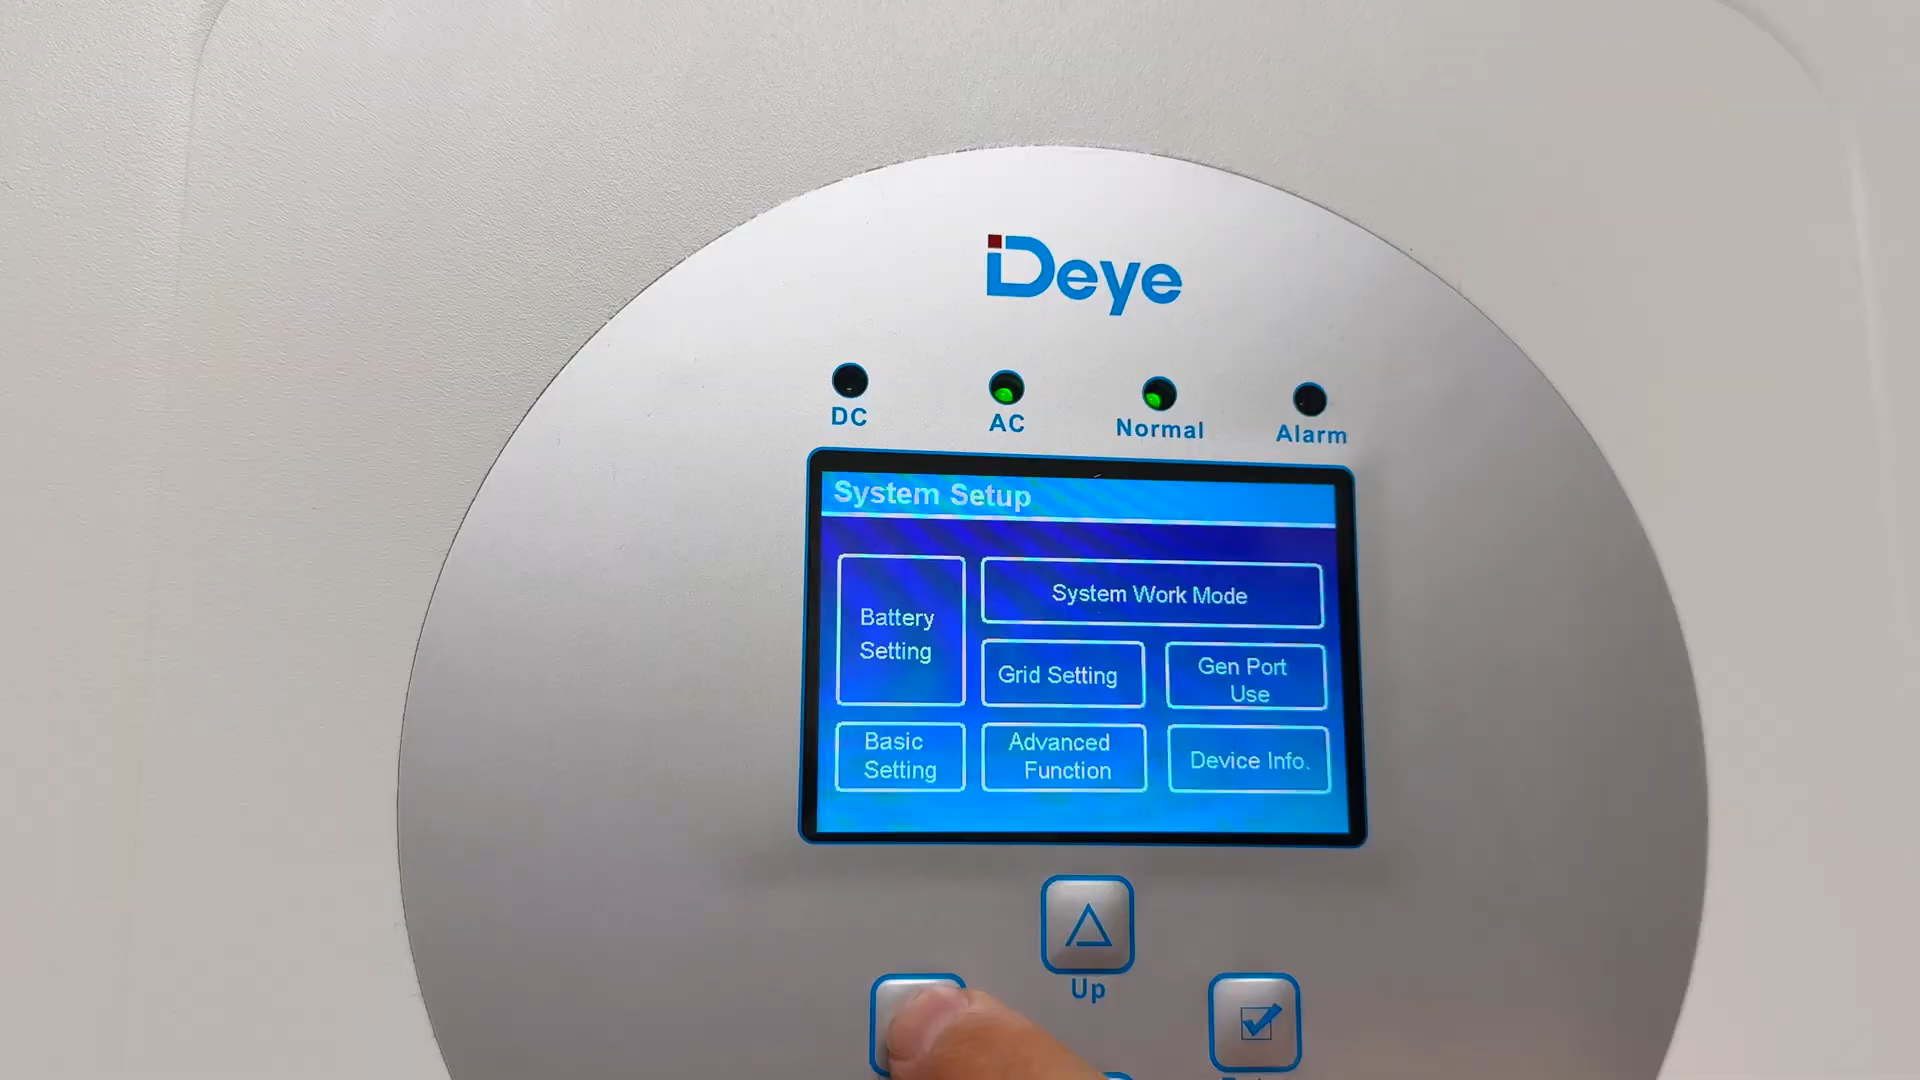 Deye
DC
AC
Normal
Alarm
System Setup
Battery
Setting
System Work Mode
Grid Setting
Gen Port
Use
Basic
Setting
Advanced
Function
Device Info.
Up